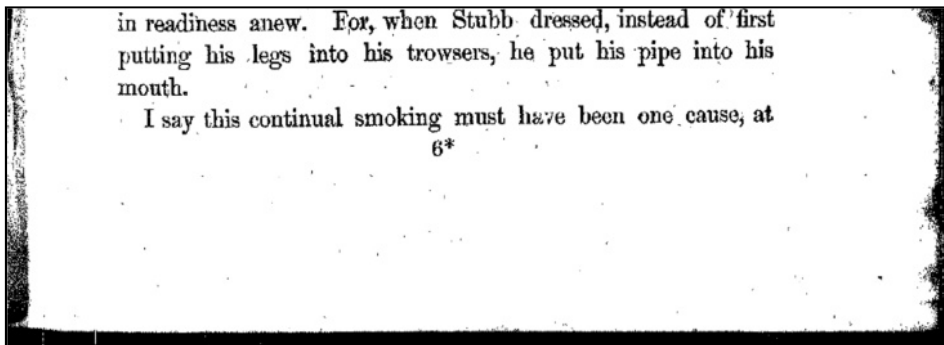 in readiness anew. For, when Stubb dressed, instead of first
putting his legs into his trowsers, he put his pipe into his
mouth.
I say this continual smoking must have been one cause, at
6*